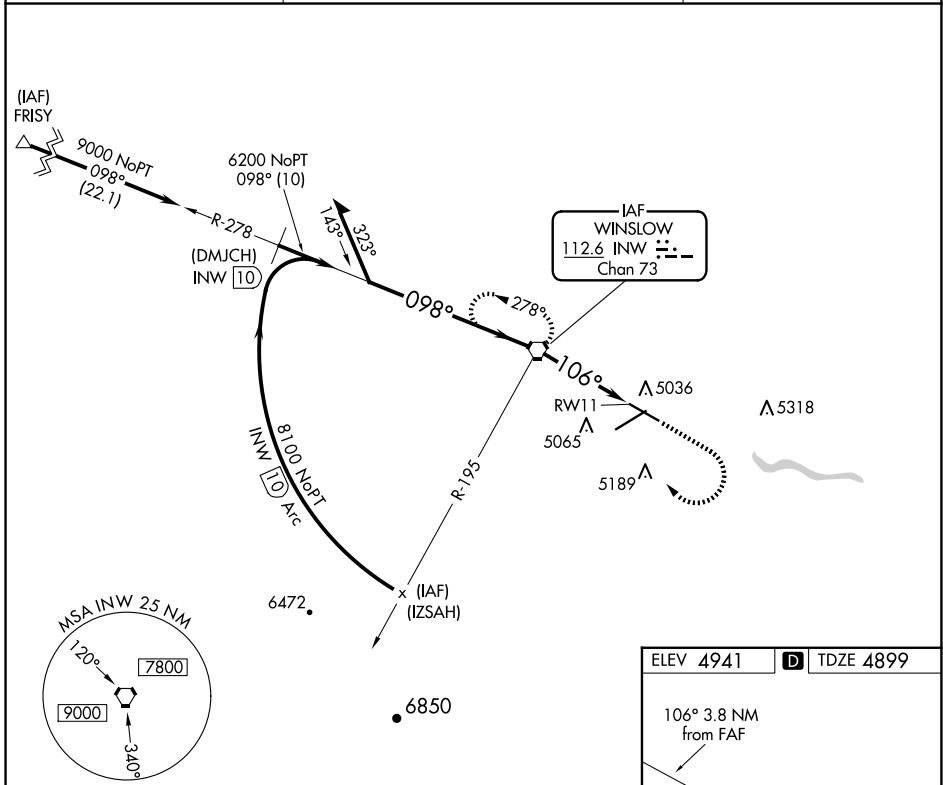 (IAF)
FRISY
9000 NoPT
098°
(22.1)
R-278
6200 NoPT
098° (10)
(DMJCH)
INW 10
143°
323°
098°
278°
IAF
WINSLOW
112.6 INW
Chan 73
106°
RW11
5036
5065
5318
5189
8100 NoPT
INW 10 Arc
R-195
(IAF)
(IZSAH)
6472
6850
MSA INW 25 NM
120°
7800
9000
340°
ELEV 4941 D TDZE 4899
106° 3.8 NM
from FAF